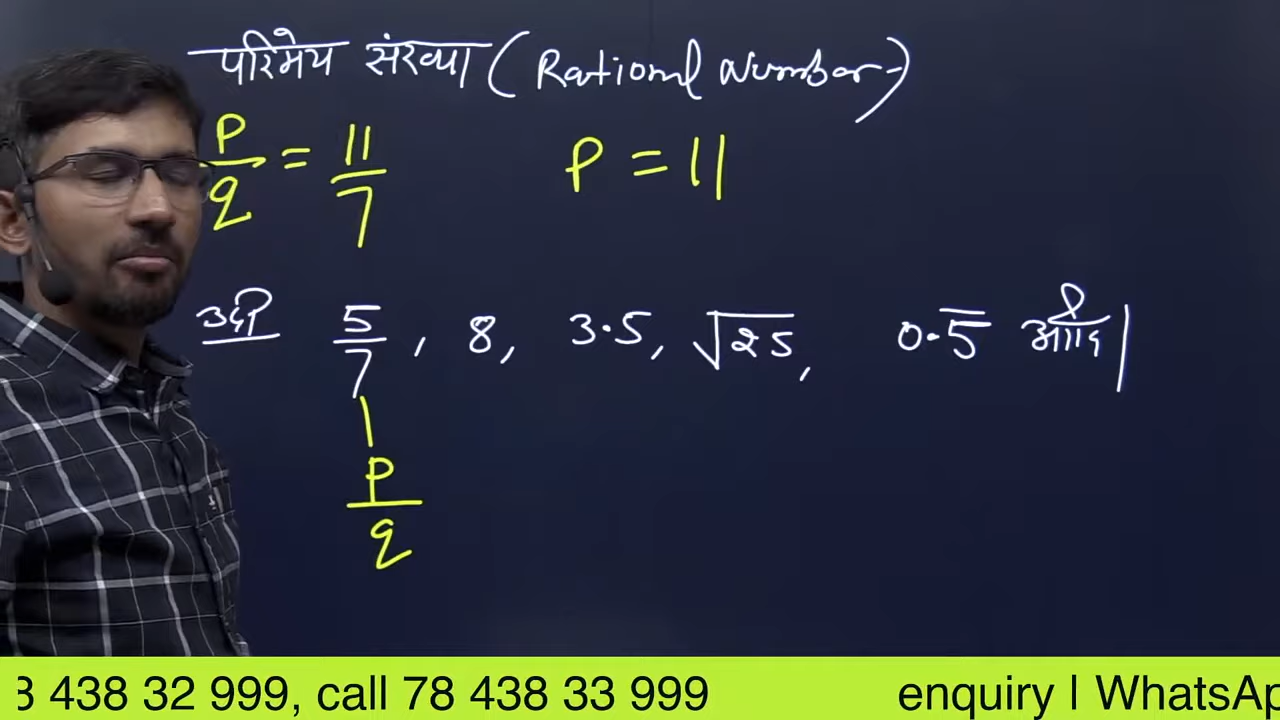 परिमेय संख्या (Rational Number)
p/q = 11/7 P = 11
उदा० 5/7, 8, 3.5, √25, 0.5̅ आदि।
P/q
3 438 32 999, call 78 438 33 999 enquiry I WhatsAp